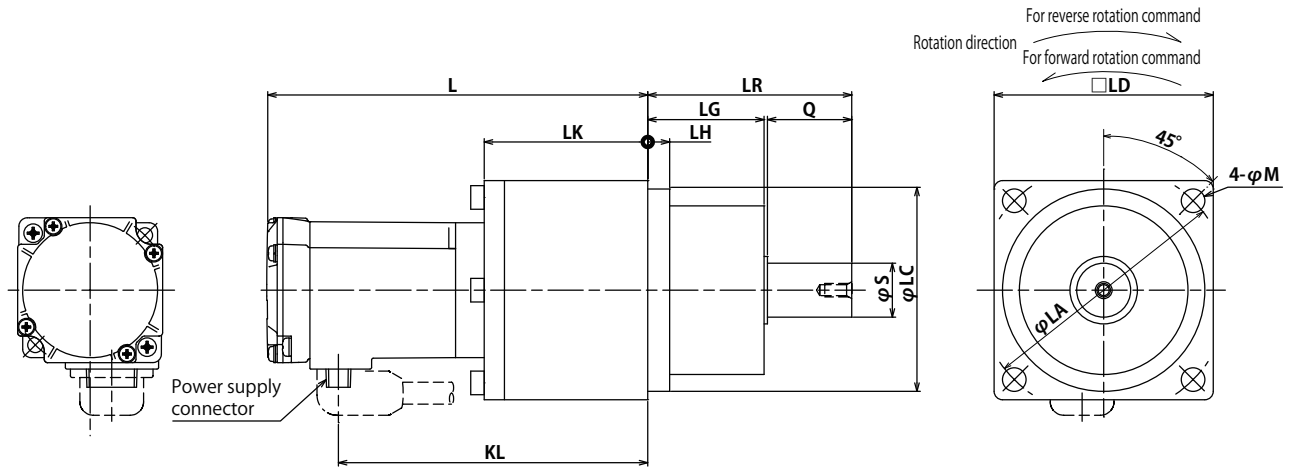 For reverse rotation command
Rotation direction
For forward rotation command
L
LR
□LD
LG
Q
LK
LH
45°
4-φM
φS
φLC
φLA
Power supply
connector
KL